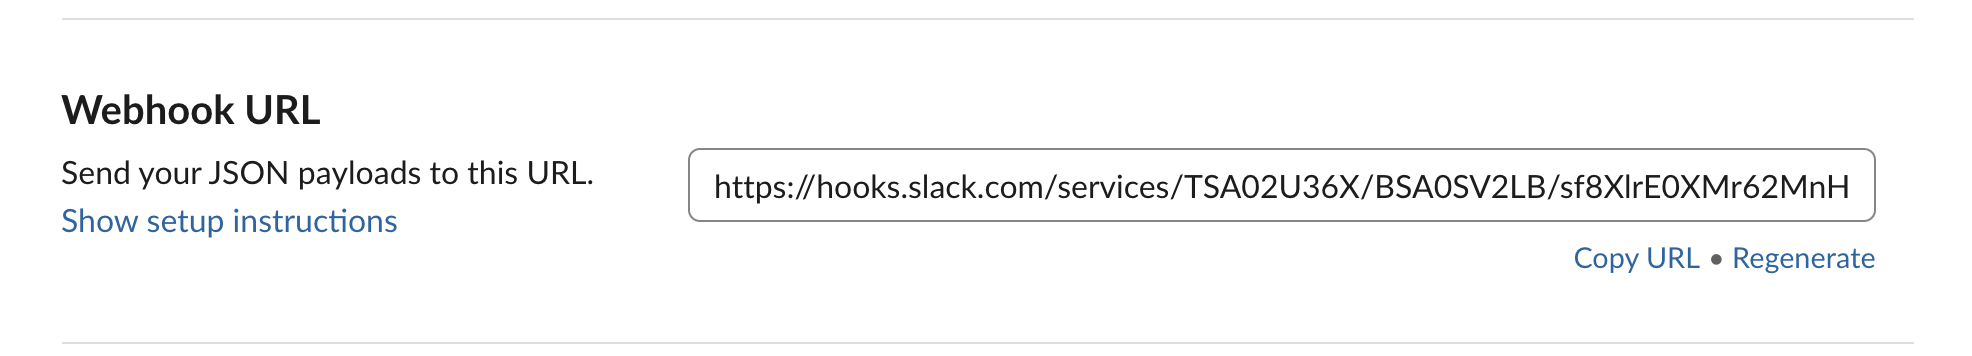 Webhook URL
Send your JSON payloads to this URL.
Show setup instructions
https://hooks.slack.com/services/TSA02U36X/BSA0SV2LB/sf8XlrE0XMr62MnH
Copy URL • Regenerate